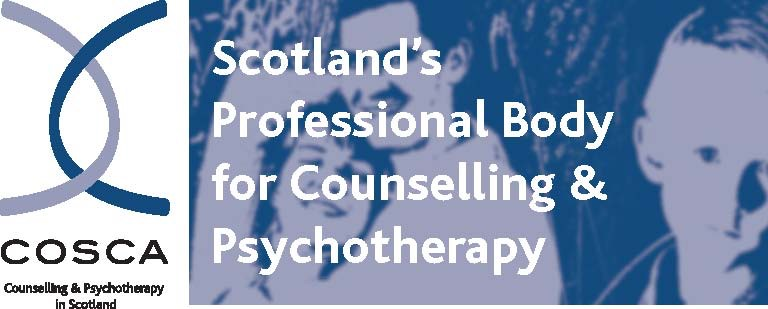 COSCA
Counselling & Psychotherapy
in Scotland
Scotland's
Professional Body
for Counselling &
Psychotherapy